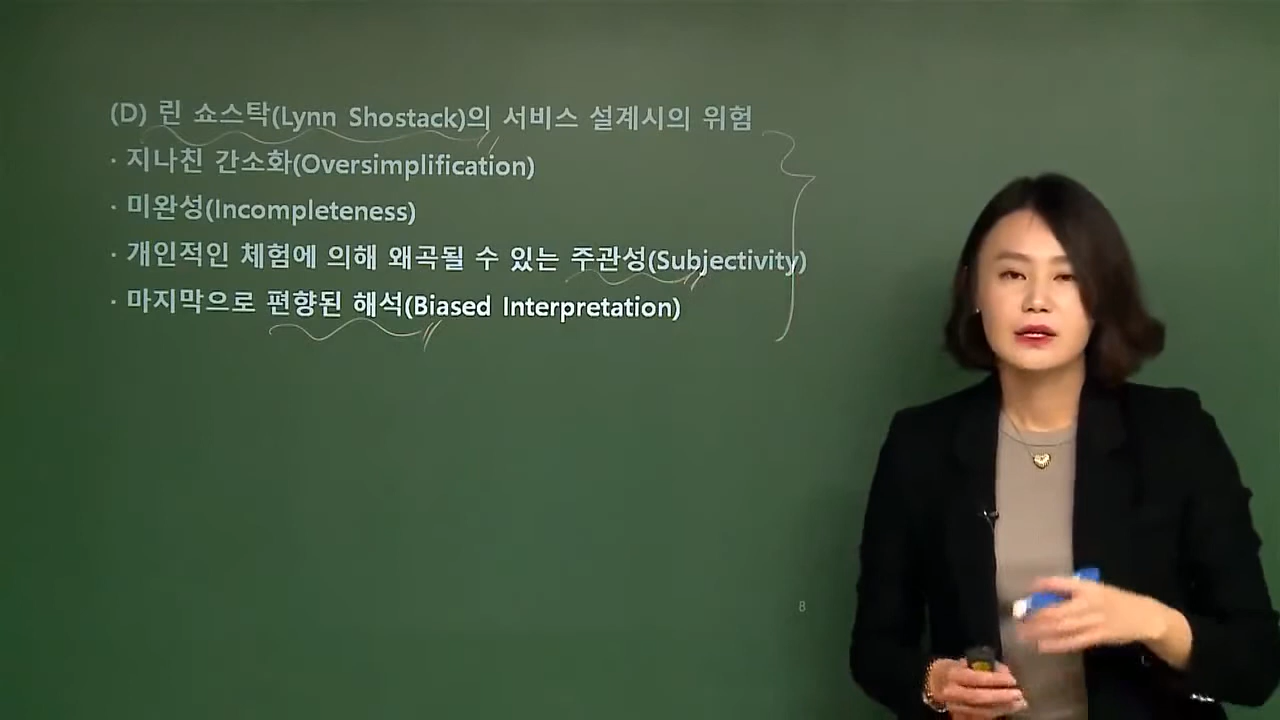 (D) 린 쇼스탁(Lynn Shostack)의 서비스 설계시의 위험
· 지나친 간소화(Oversimplification)
· 미완성(Incompleteness)
· 개인적인 체험에 의해 왜곡될 수 있는 주관성(Subjectivity)
· 마지막으로 편향된 해석(Biased Interpretation)
8